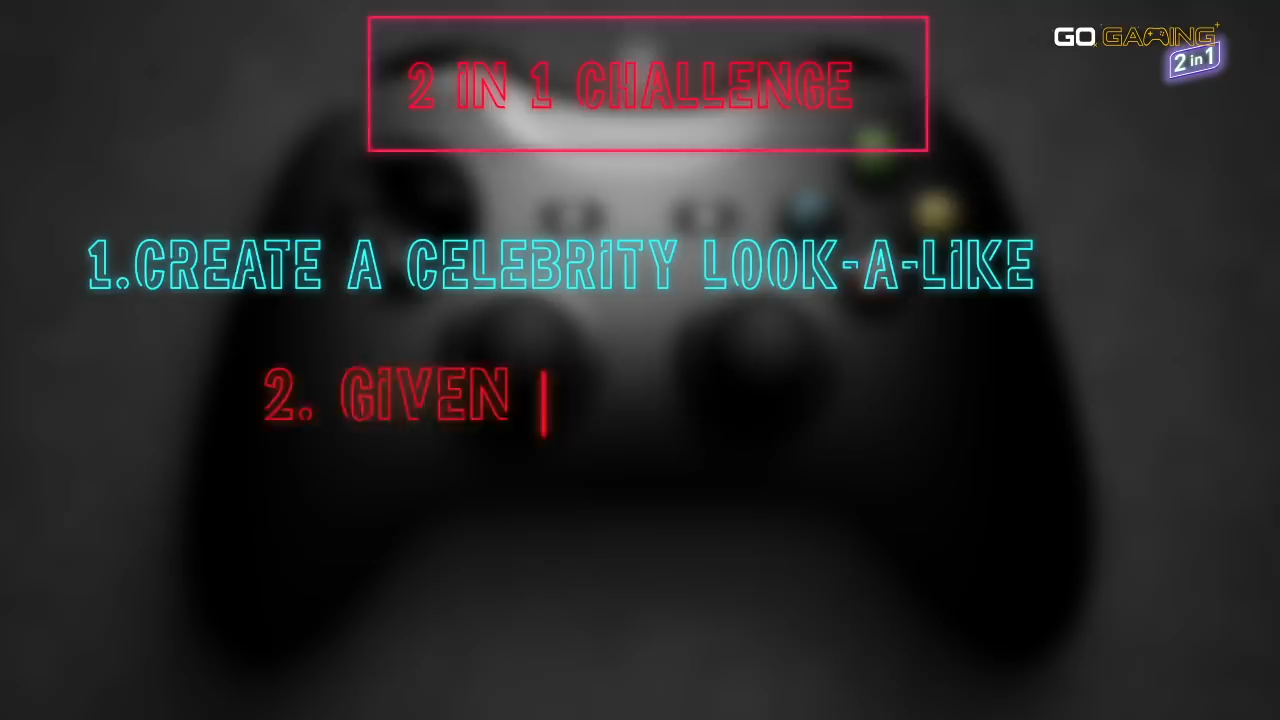 GO GAMING
2 in 1
2 IN 1 CHALLENGE
1.CREATE A CELEBRITY LOOK-A-LIKE
2. GIVEN